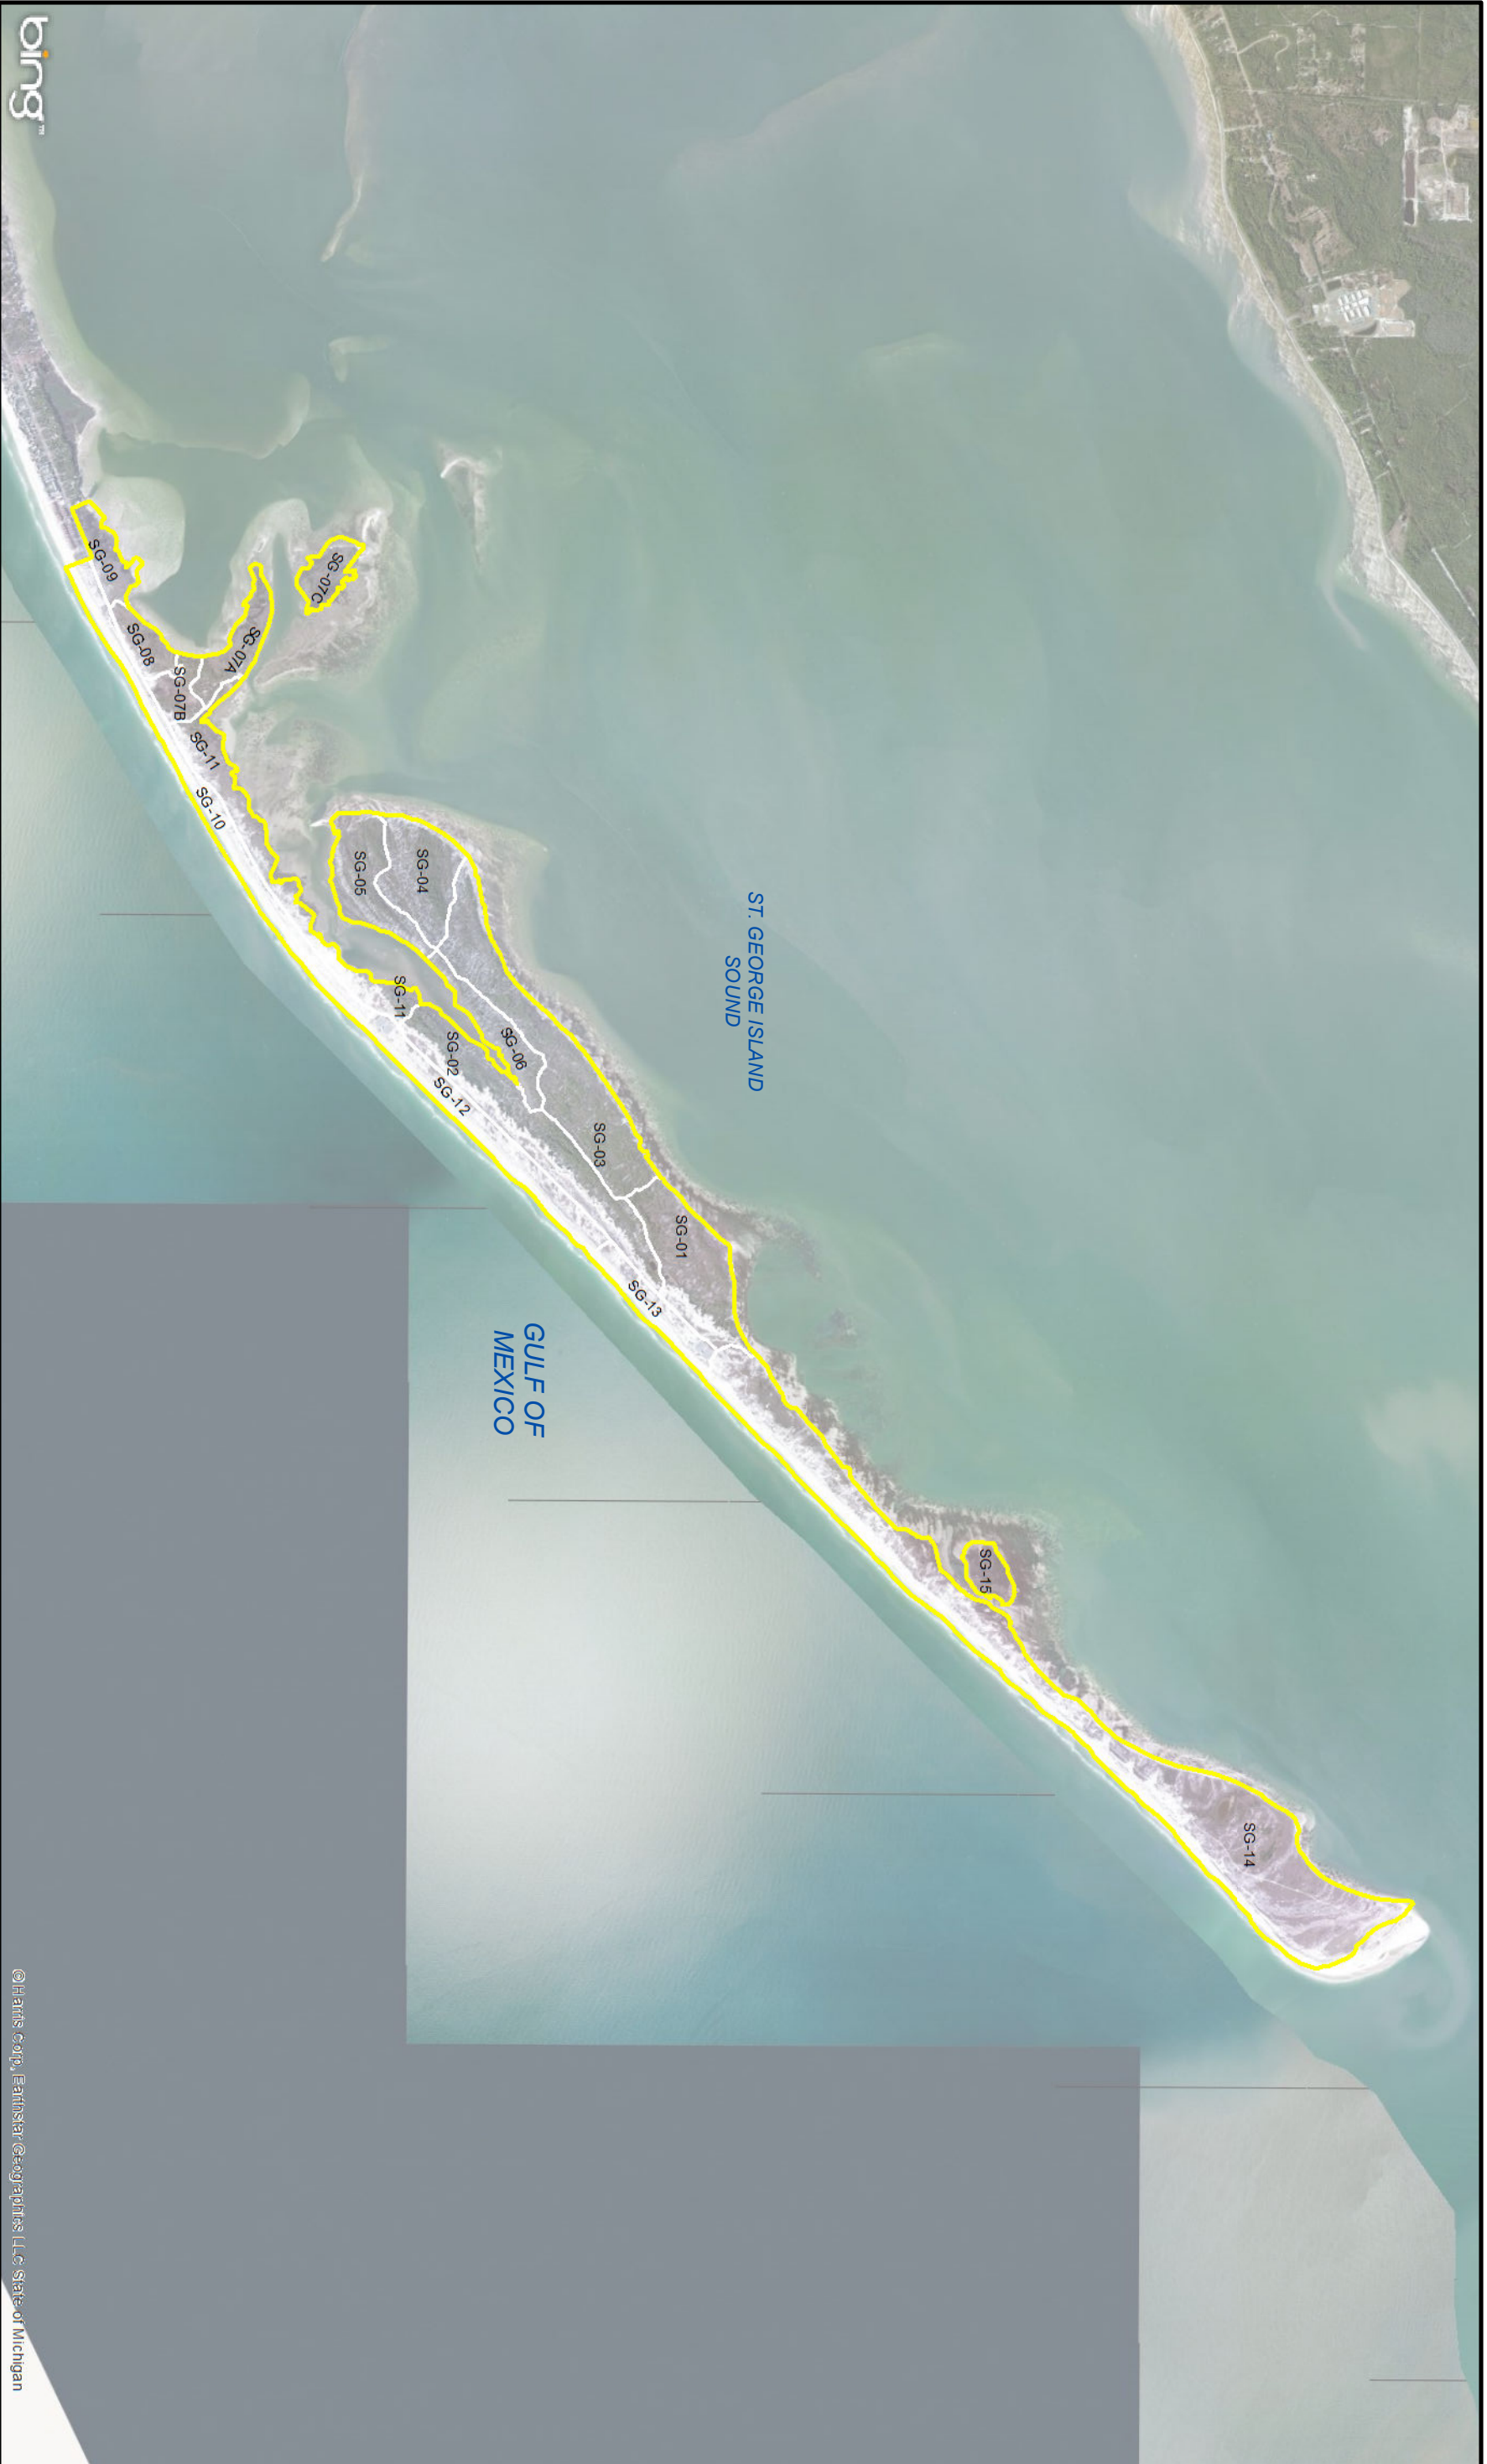 bing™
SG-09
SG-08
SG-07C
SG-07A
SG-07B
SG-11
SG-10
SG-05
SG-04
SG-11
SG-02
SG-06
SG-12
SG-03
SG-01
SG-13
ST. GEORGE ISLAND
SOUND
GULF OF
MEXICO
SG-15
SG-14
© Harris Corp, Earthstar Geographics LLC State of Michigan